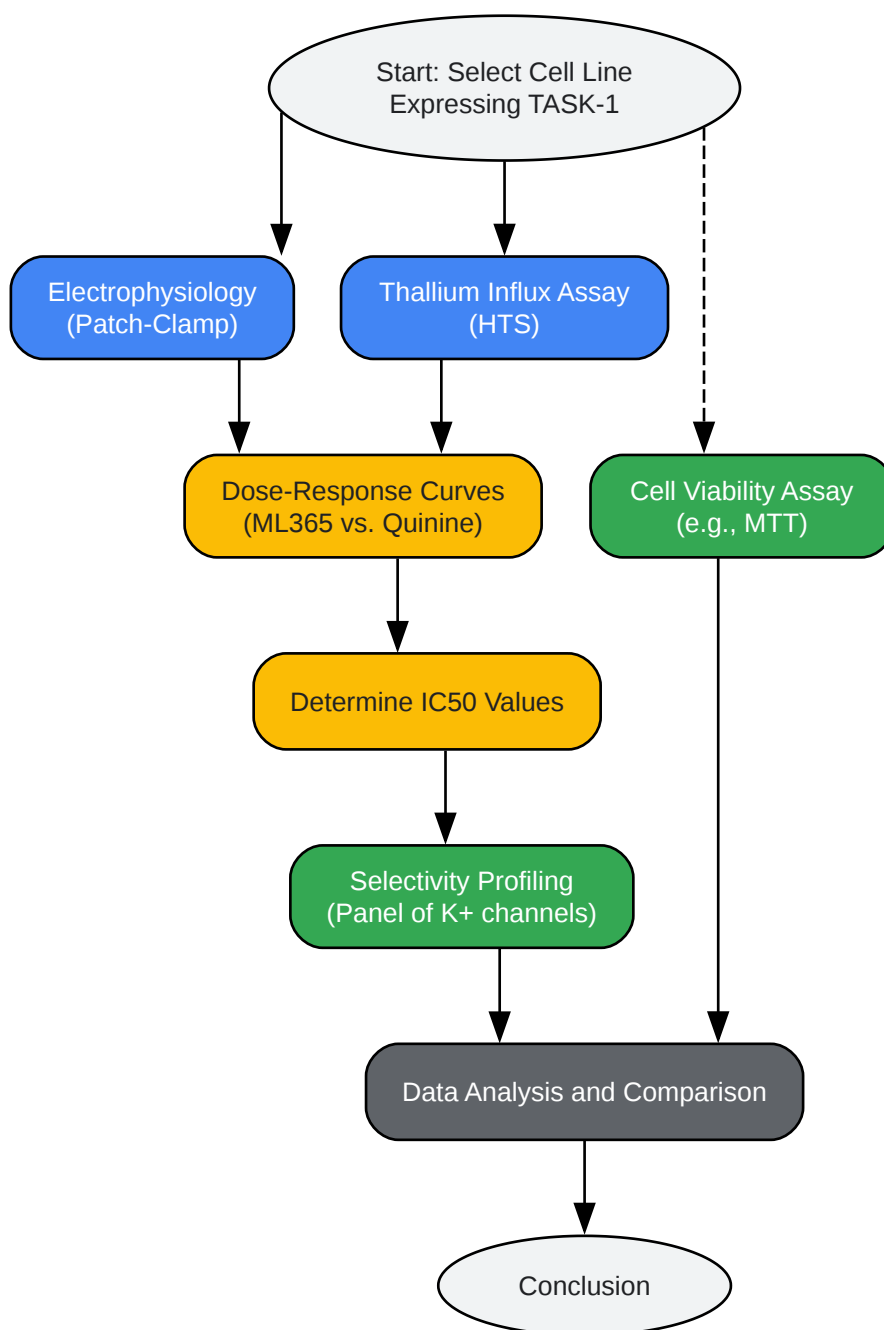 Start: Select Cell Line
Expressing TASK-1
Electrophysiology
(Patch-Clamp)
Thallium Influx Assay
(HTS)
Dose-Response Curves
(ML365 vs. Quinine)
Cell Viability Assay
(e.g., MTT)
Determine IC50 Values
Selectivity Profiling
(Panel of K+ channels)
Data Analysis and Comparison
Conclusion